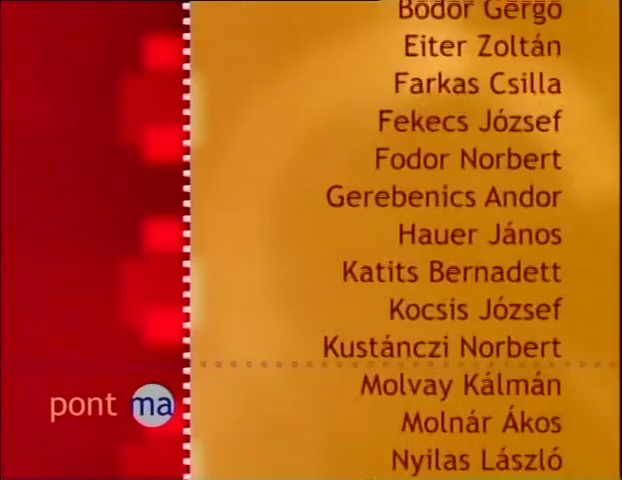 Bodor Gergő
Eiter Zoltán
Farkas Csilla
Fekecs József
Fodor Norbert
Gerebenics Andor
Hauer János
Katits Bernadett
Kocsis József
Kustánczi Norbert
Molvay Kálmán
pont ma
Molnár Ákos
Nyilas László